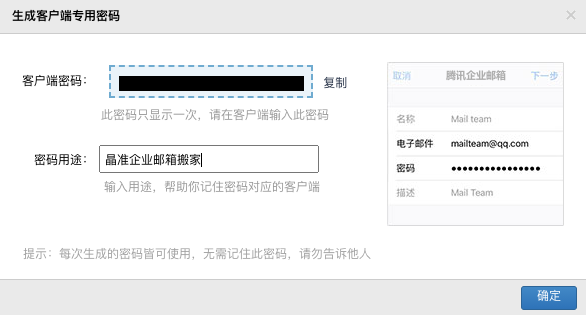 生成客户端专用密码
客户端密码： 复制
此密码只显示一次，请在客户端输入此密码
密码用途： 晶准企业邮箱搬家
输入用途，帮助你记住密码对应的客户端
取消 腾讯企业邮箱 下一步
名称 Mail team
电子邮件 mailteam@qq.com
密码 ●●●●●●●●●●●●●●●●
描述 Mail Team
提示：每次生成的密码皆可使用，无需记住此密码，请勿告诉他人
确定